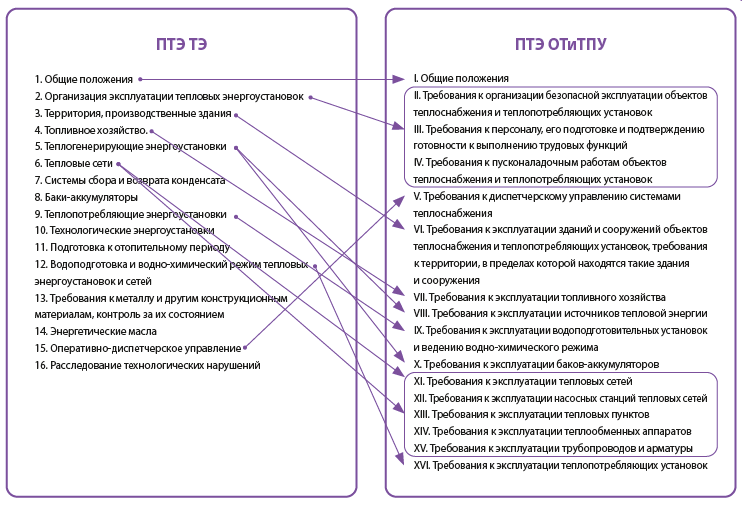 ПТЭ ТЭ
1. Общие положения
2. Организация эксплуатации тепловых энергоустановок
3. Территория, производственные здания
4. Топливное хозяйство.
5. Теплогенерирующие энергоустановки
6. Тепловые сети
7. Системы сбора и возврата конденсата
8. Баки-аккумуляторы
9. Теплопотребляющие энергоустановки
10. Технологические энергоустановки
11. Подготовка к отопительному периоду
12. Водоподготовка и водно-химический режим тепловых
энергоустановок и сетей
13. Требования к металлу и другим конструкционным
материалам, контроль за их состоянием
14. Энергетические масла
15. Оперативно-диспетчерское управление
16. Расследование технологических нарушений
ПТЭ ОТиТПУ
I. Общие положения
II. Требования к организации безопасной эксплуатации объектов
теплоснабжения и теплопотребляющих установок
III. Требования к персоналу, его подготовке и подтверждению
готовности к выполнению трудовых функций
IV. Требования к пусконаладочным работам объектов
теплоснабжения и теплопотребляющих установок
V. Требования к диспетчерскому управлению системами
теплоснабжения
VI. Требования к эксплуатации зданий и сооружений объектов
теплоснабжения и теплопотребляющих установок, требования
к территории, в пределах которой находятся такие здания
и сооружения
VII. Требования к эксплуатации топливного хозяйства
VIII. Требования к эксплуатации источников тепловой энергии
IX. Требования к эксплуатации водоподготовительных установок
и ведению водно-химического режима
X. Требования к эксплуатации баков-аккумуляторов
XI. Требования к эксплуатации тепловых сетей
XII. Требования к эксплуатации насосных станций тепловых сетей
XIII. Требования к эксплуатации тепловых пунктов
XIV. Требования к эксплуатации теплообменных аппаратов
XV. Требования к эксплуатации трубопроводов и арматуры
XVI. Требования к эксплуатации теплопотребляющих установок